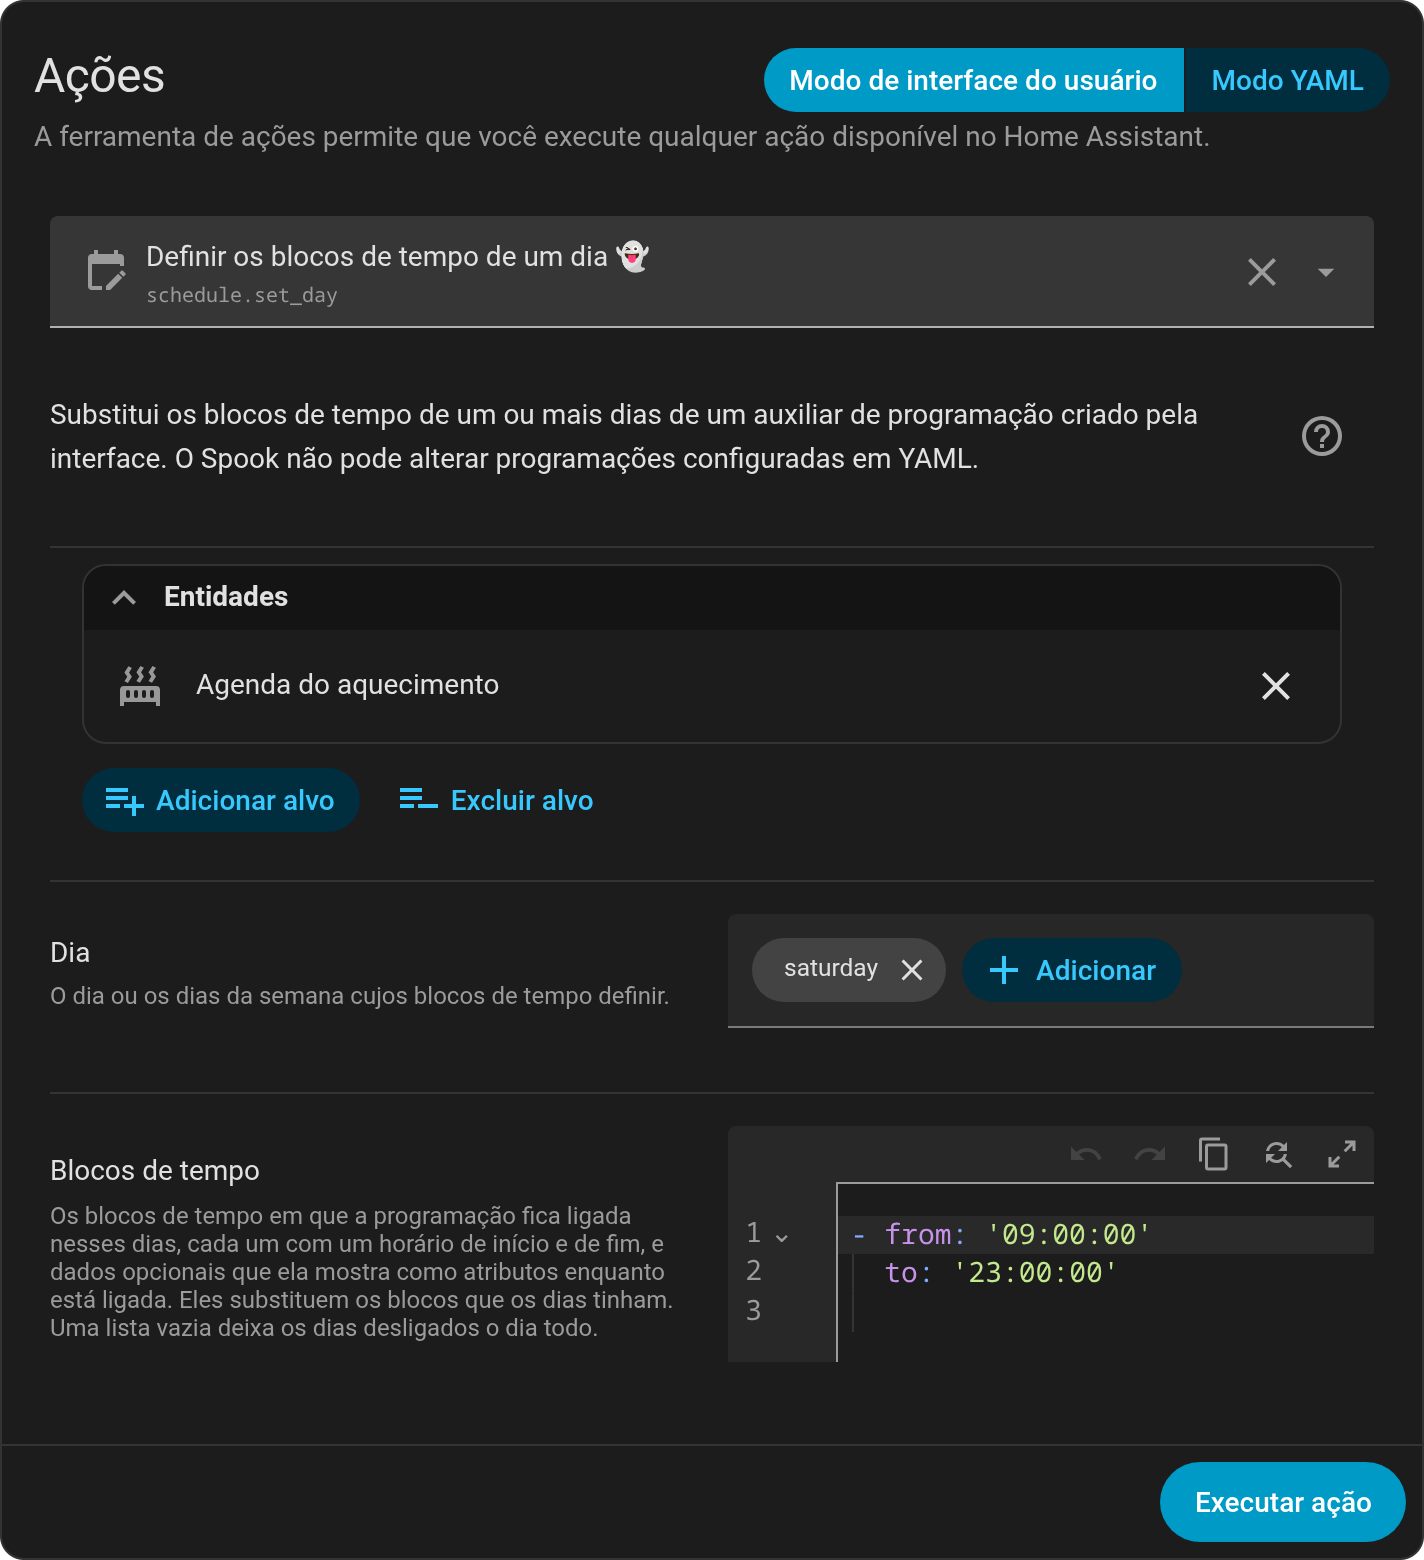 Ações
Modo de interface do usuário
Modo YAML
A ferramenta de ações permite que você execute qualquer ação disponível no Home Assistant.
Definir os blocos de tempo de um dia 👻
schedule.set_day
Substitui os blocos de tempo de um ou mais dias de um auxiliar de programação criado pela
interface. O Spook não pode alterar programações configuradas em YAML.
Entidades
Agenda do aquecimento
Adicionar alvo
Excluir alvo
Dia
O dia ou os dias da semana cujos blocos de tempo definir.
saturday
Adicionar
Blocos de tempo
Os blocos de tempo em que a programação fica ligada
nesses dias, cada um com um horário de início e de fim, e
dados opcionais que ela mostra como atributos enquanto
está ligada. Eles substituem os blocos que os dias tinham.
Uma lista vazia deixa os dias desligados o dia todo.
1 - from: '09:00:00'
2 to: '23:00:00'
3
Executar ação